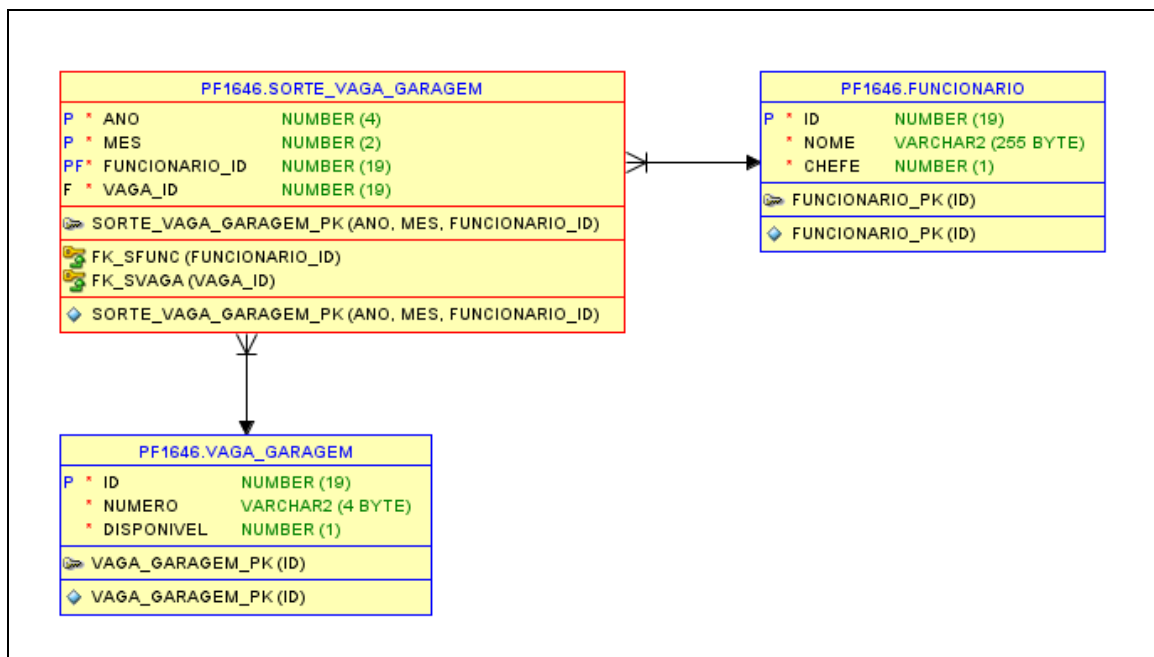 PF1646.SORTE_VAGA_GARAGEM
P * ANO NUMBER (4)
P * MES NUMBER (2)
PF* FUNCIONARIO_ID NUMBER (19)
F * VAGA_ID NUMBER (19)
SORTE_VAGA_GARAGEM_PK (ANO, MES, FUNCIONARIO_ID)
FK_SFUNC (FUNCIONARIO_ID)
FK_SVAGA (VAGA_ID)
SORTE_VAGA_GARAGEM_PK (ANO, MES, FUNCIONARIO_ID)
PF1646.FUNCIONARIO
P * ID NUMBER (19)
* NOME VARCHAR2 (255 BYTE)
* CHEFE NUMBER (1)
FUNCIONARIO_PK (ID)
FUNCIONARIO_PK (ID)
PF1646.VAGA_GARAGEM
P * ID NUMBER (19)
* NUMERO VARCHAR2 (4 BYTE)
* DISPONIVEL NUMBER (1)
VAGA_GARAGEM_PK (ID)
VAGA_GARAGEM_PK (ID)